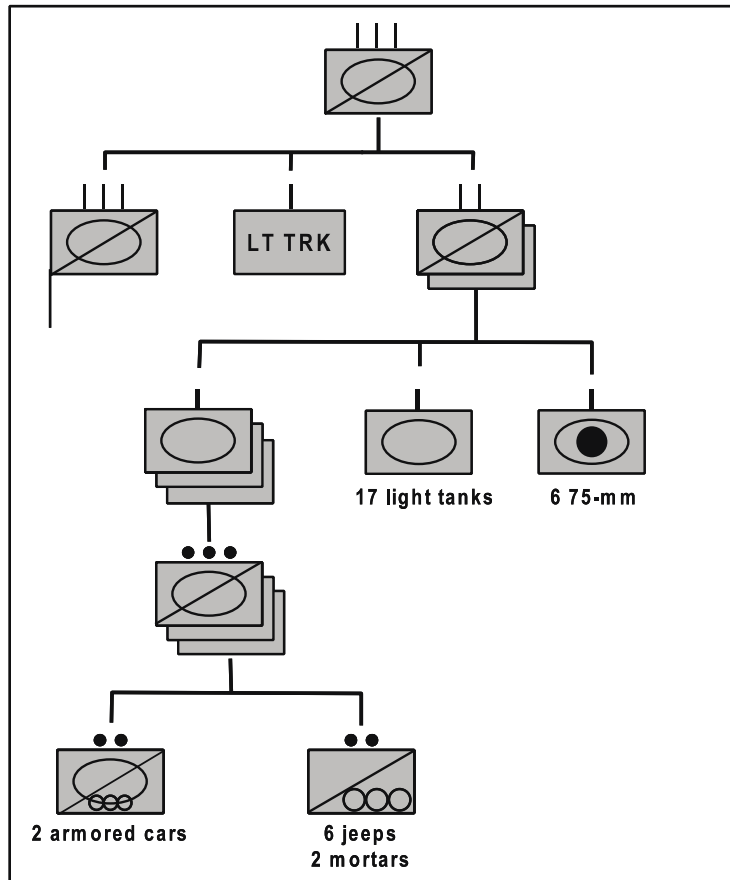 LT TRK
17 light tanks
6 75-mm
2 armored cars
6 jeeps
2 mortars